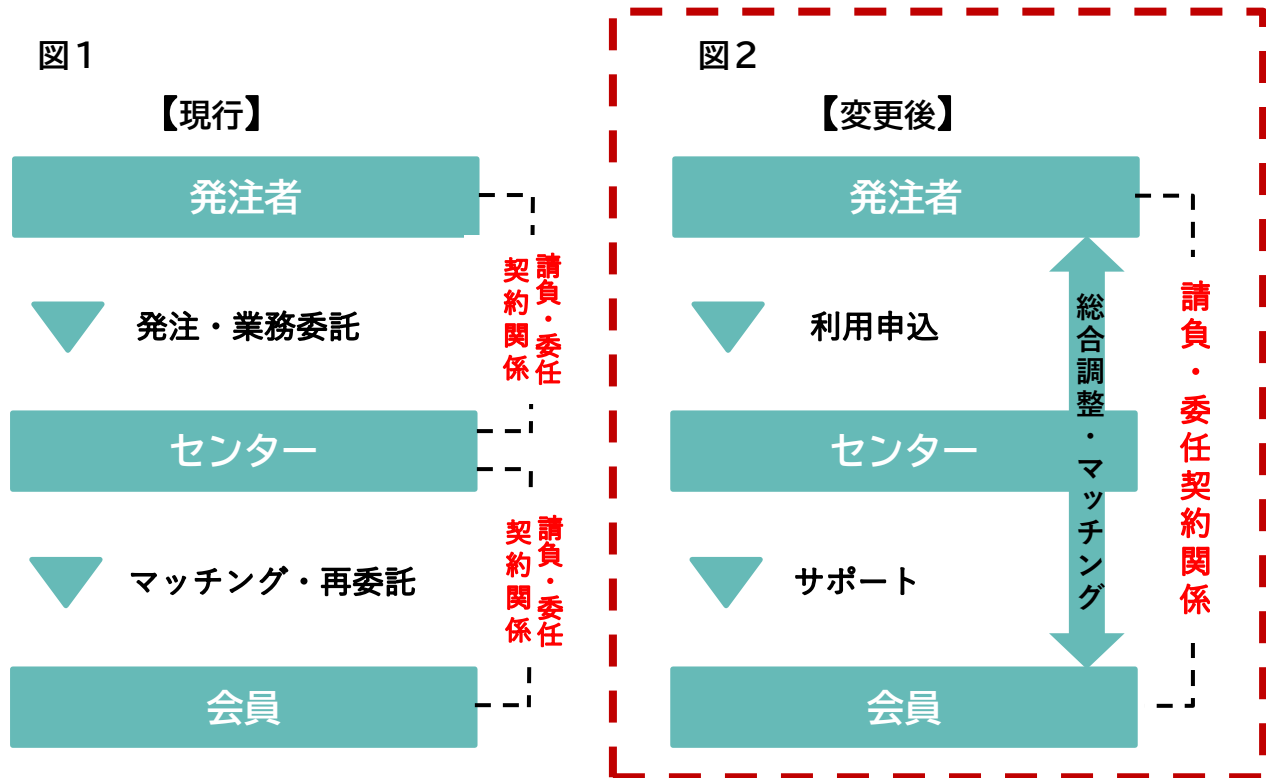 図1
【現行】
発注者
発注・業務委託
請負・委任
契約関係
センター
マッチング・再委託
請負・委任
契約関係
会員
図2
【変更後】
発注者
利用申込
総合調整・マッチング
請負・委任契約関係
センター
サポート
会員